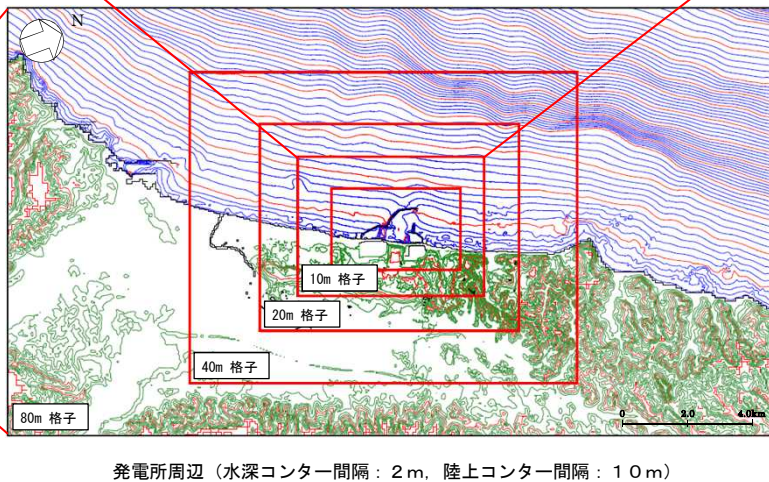 N
10m 格子
20m 格子
40m 格子
80m 格子
0 2.0 4.0km
発電所周辺（水深コンター間隔：２m，陸上コンター間隔：１０m）